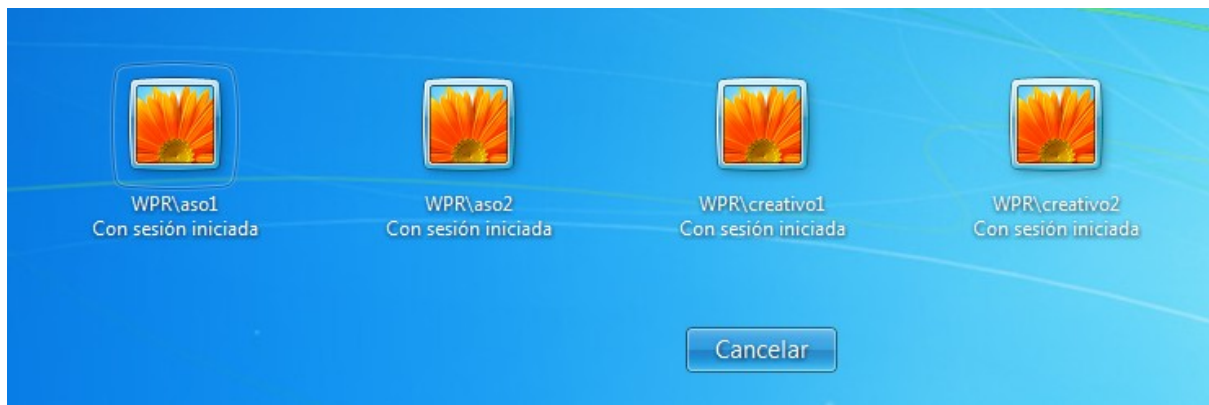 WPR\aso1
Con sesión iniciada
WPR\aso2
Con sesión iniciada
WPR\creativo1
Con sesión iniciada
WPR\creativo2
Con sesión iniciada
Cancelar